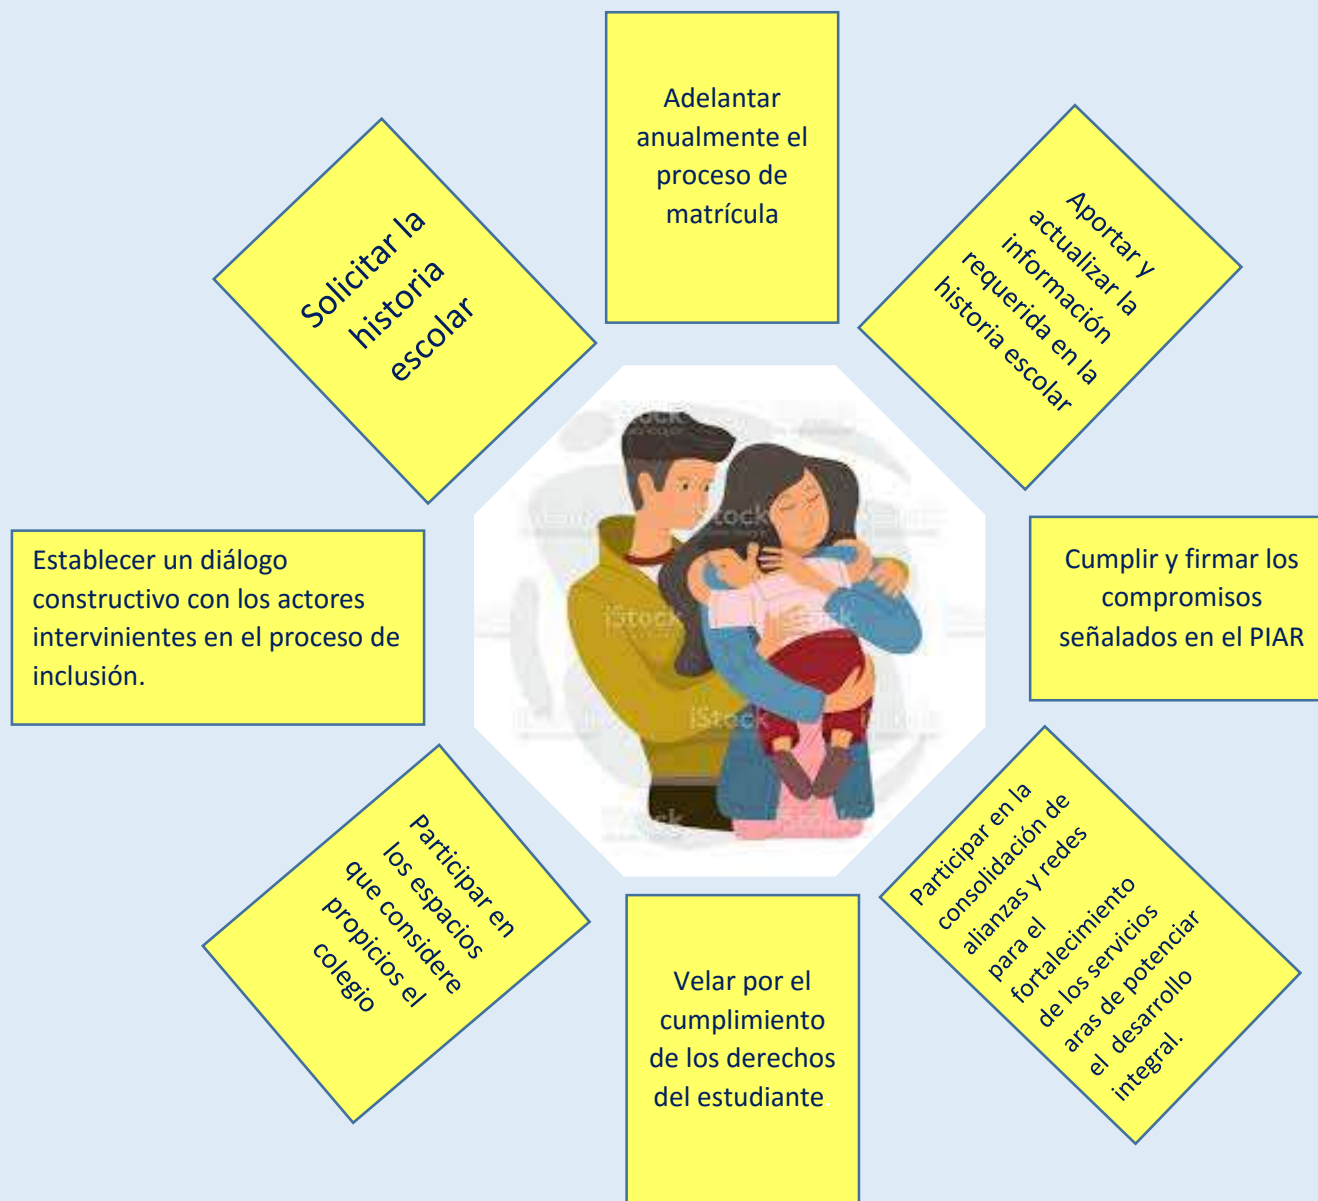 Adelantar
anualmente el
proceso de
matrícula
Solicitar la
historia
escolar
Aportar y
actualizar la
información
requerida en la
historia escolar
Establecer un diálogo
constructivo con los actores
intervinientes en el proceso de
inclusión.
Cumplir y firmar los
compromisos
señalados en el PIAR
Participar en
los espacios
que considere
propicios el
colegio
Velar por el
cumplimiento
de los derechos
del estudiante
Participar en la
consolidación de
alianzas y redes
para el
fortalecimiento
de los servicios
aras de potenciar
el desarrollo
integral.
iStock
iStock
iStock